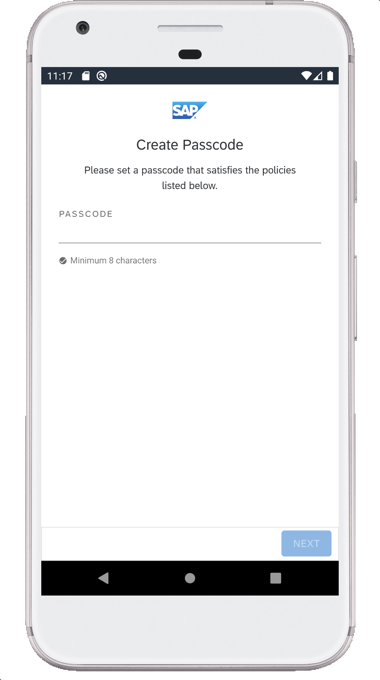 11:17
SAP
Create Passcode
Please set a passcode that satisfies the policies
listed below.
PASSCODE
Minimum 8 characters
NEXT